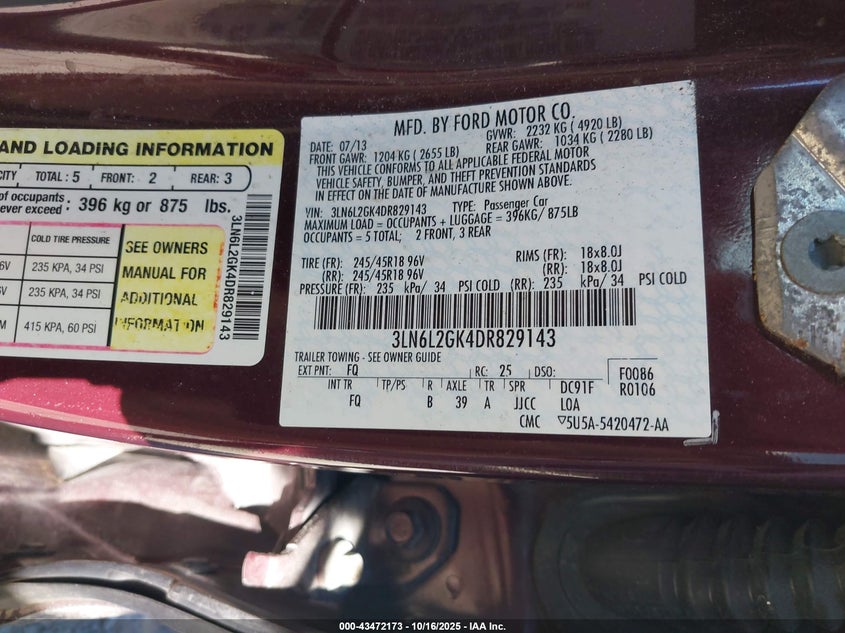 AND LOADING INFORMATION
CITY TOTAL: 5 FRONT: 2 REAR: 3
of occupants:
ever exceed: 396 kg or 875 lbs.
COLD TIRE PRESSURE
6V 235 KPA, 34 PSI
6V 235 KPA, 34 PSI
M 415 KPA, 60 PSI
SEE OWNERS
MANUAL FOR
ADDITIONAL
INFORMATION
3LN6L2GK4DR829143
MFD. BY FORD MOTOR CO.
DATE: 07/13 GVWR: 2232 KG ( 4920 LB)
FRONT GAWR: 1204 KG ( 2655 LB) REAR GAWR: 1034 KG ( 2280 LB)
THIS VEHICLE CONFORMS TO ALL APPLICABLE FEDERAL MOTOR
VEHICLE SAFETY, BUMPER, AND THEFT PREVENTION STANDARDS
IN EFFECT ON THE DATE OF MANUFACTURE SHOWN ABOVE.
VIN: 3LN6L2GK4DR829143 TYPE: Passenger Car
MAXIMUM LOAD = OCCUPANTS + LUGGAGE = 396KG/ 875LB
OCCUPANTS = 5 TOTAL; 2 FRONT, 3 REAR
TIRE (FR): 245/45R18 96V RIMS (FR): 18x8.0J
(RR): 245/45R18 96V (RR): 18x8.0J
PRESSURE (FR): 235 kPa/ 34 PSI COLD (RR): 235 kPa/ 34 PSI COLD
3LN6L2GK4DR829143
TRAILER TOWING - SEE OWNER GUIDE
EXT PNT: FQ RC: 25 DSO: F0086
INT TR TP/PS R AXLE TR SPR DC91F R0106
FQ B 39 A JJCC LOA
CMC ▽5U5A-5420472-AA
000-43472173 - 10/16/2025 - IAA Inc.